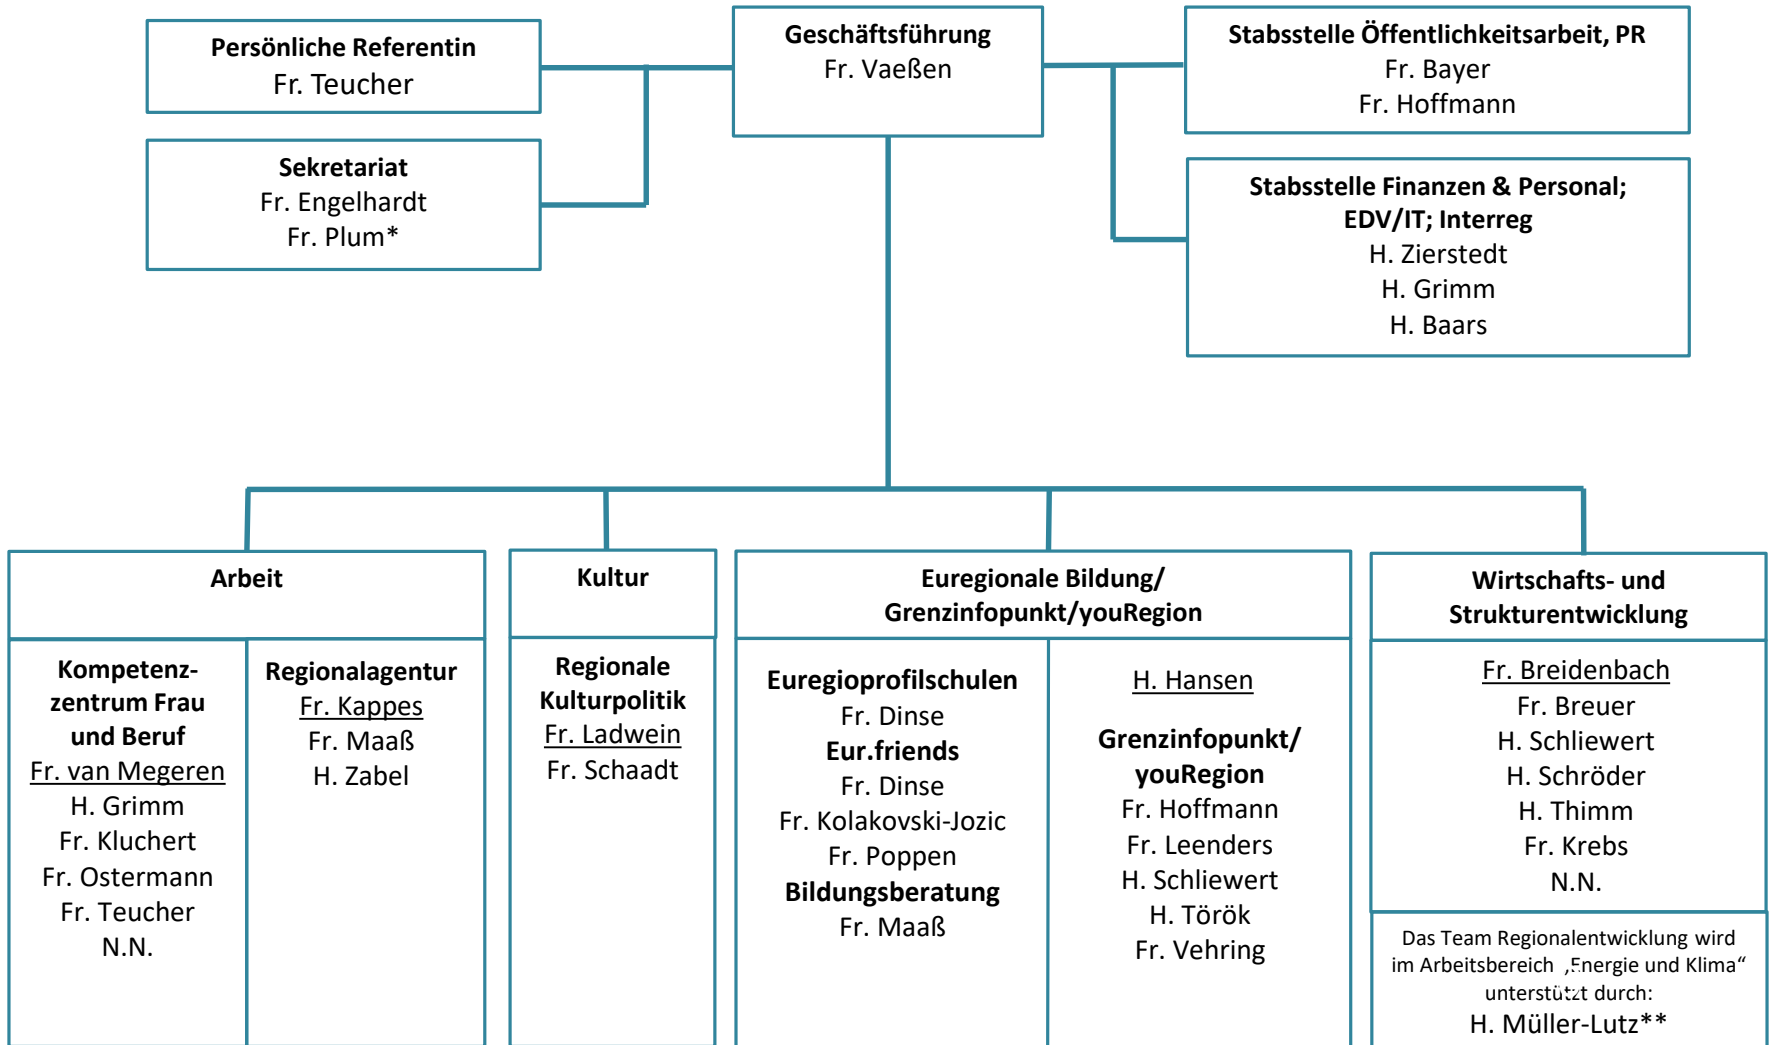 Persönliche Referentin
Fr. Teucher
Geschäftsführung
Fr. Vaeßen
Stabsstelle Öffentlichkeitsarbeit, PR
Fr. Bayer
Fr. Hoffmann
Sekretariat
Fr. Engelhardt
Fr. Plum*
Stabsstelle Finanzen & Personal;
EDV/IT; Interreg
H. Zierstedt
H. Grimm
H. Baars
Arbeit
Kompetenz-
zentrum Frau
und Beruf
Fr. van Megeren
H. Grimm
Fr. Kluchert
Fr. Ostermann
Fr. Teucher
N.N.
Regionalagentur
Fr. Kappes
Fr. Maaß
H. Zabel
Kultur
Regionale
Kulturpolitik
Fr. Ladwein
Fr. Schaadt
Euregionale Bildung/
Grenzinfopunkt/youRegion
Euregioprofilschulen
Fr. Dinse
Eur.friends
Fr. Dinse
Fr. Kolakovski-Jozic
Fr. Poppen
Bildungsberatung
Fr. Maaß
H. Hansen
Grenzinfopunkt/
youRegion
Fr. Hoffmann
Fr. Leenders
H. Schliewert
H. Török
Fr. Vehring
Wirtschafts- und
Strukturentwicklung
Fr. Breidenbach
Fr. Breuer
H. Schliewert
H. Schröder
H. Thimm
Fr. Krebs
N.N.
Das Team Regionalentwicklung wird
im Arbeitsbereich „Energie und Klima“
unterstützt durch:
H. Müller-Lutz**